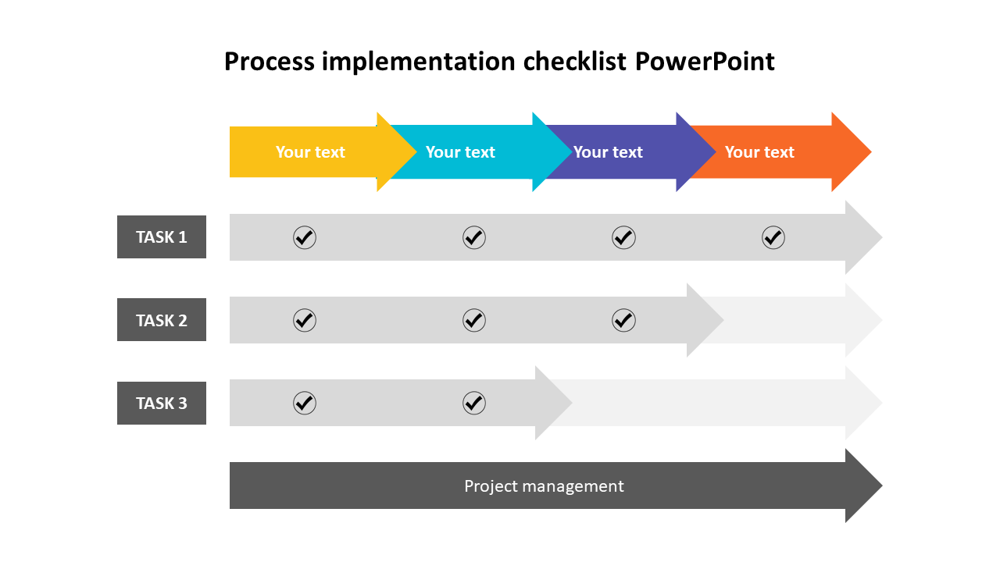 Process implementation checklist PowerPoint
Your text Your text Your text Your text
TASK 1
TASK 2
TASK 3
Project management